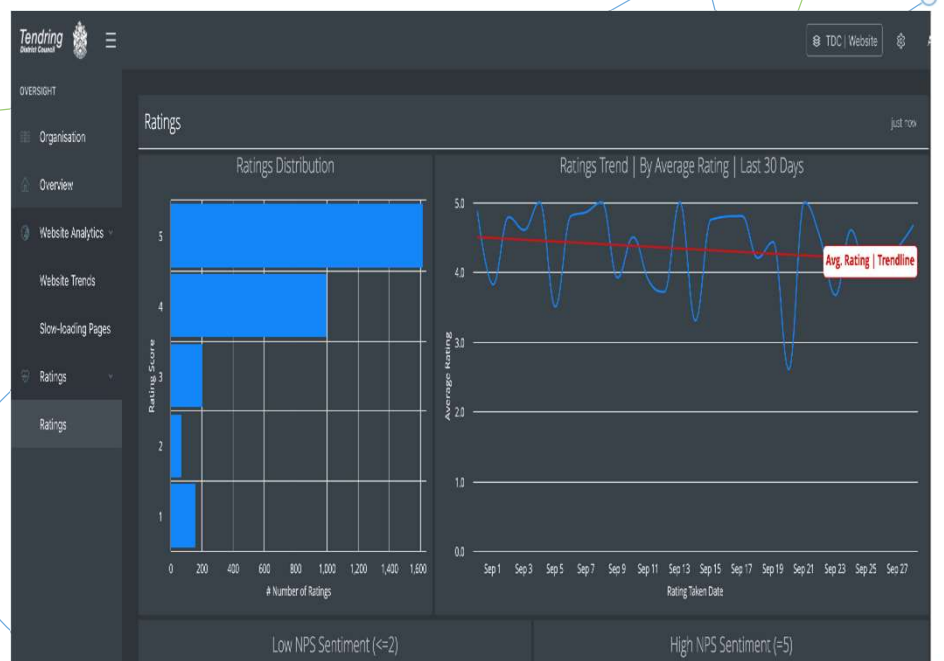 Tendring
District Council
TDC | Website
OVERSIGHT
Organisation
Overview
Website Analytics
Website Trends
Slow-loading Pages
Ratings
Ratings
Ratings
just now
Ratings Distribution
Rating Score
5
4
3
2
1
0 200 400 600 800 1,000 1,200 1,400 1,600
# Number of Ratings
Ratings Trend | By Average Rating | Last 30 Days
Average Rating
5.0
4.0
3.0
2.0
1.0
0.0
Avg. Rating | Trendline
Sep 1 Sep 3 Sep 5 Sep 7 Sep 9 Sep 11 Sep 13 Sep 15 Sep 17 Sep 19 Sep 21 Sep 23 Sep 25 Sep 27
Rating Taken Date
Low NPS Sentiment (<=2)
High NPS Sentiment (=5)